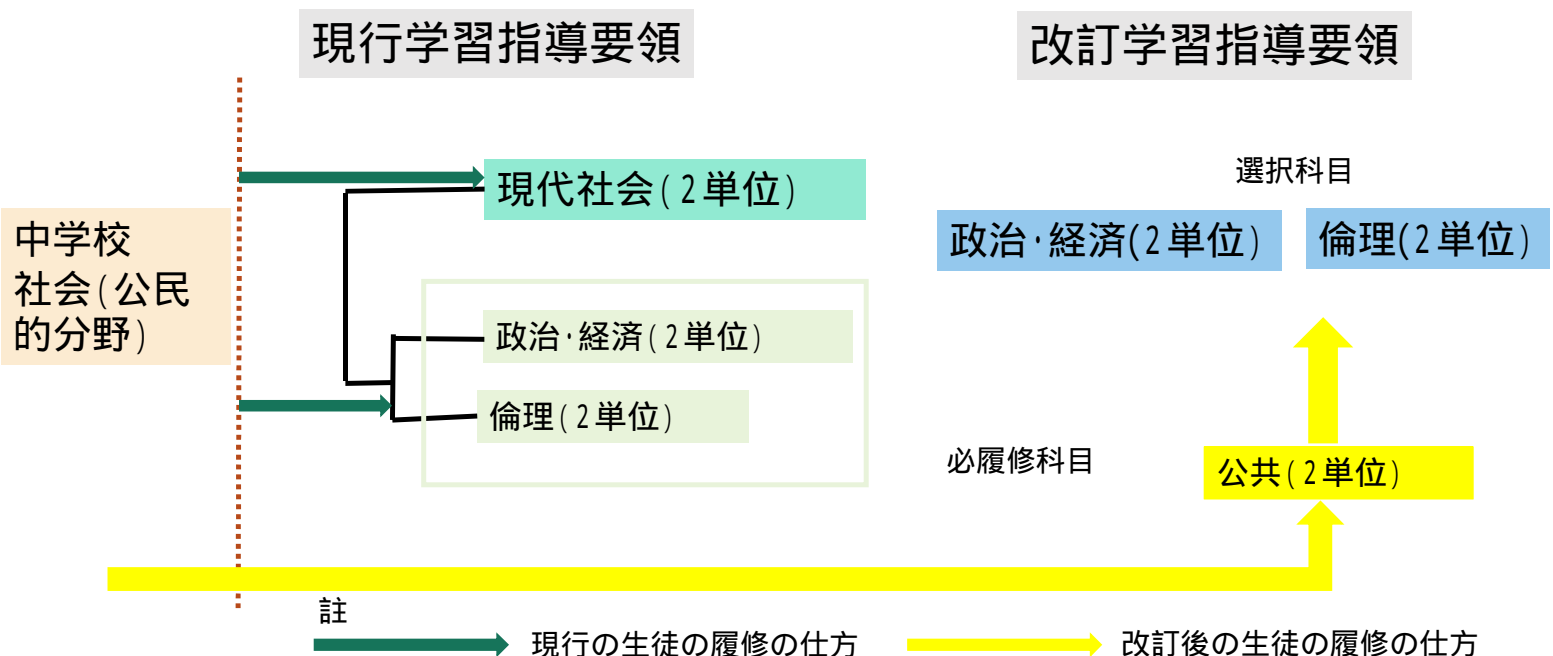 現行学習指導要領
改訂学習指導要領
中学校
社会(公民
的分野)
現代社会(2単位)
政治・経済(2単位)
倫理(2単位)
選択科目
政治・経済(2単位)
倫理(2単位)
必履修科目
公共(2単位)
註
現行の生徒の履修の仕方
改訂後の生徒の履修の仕方